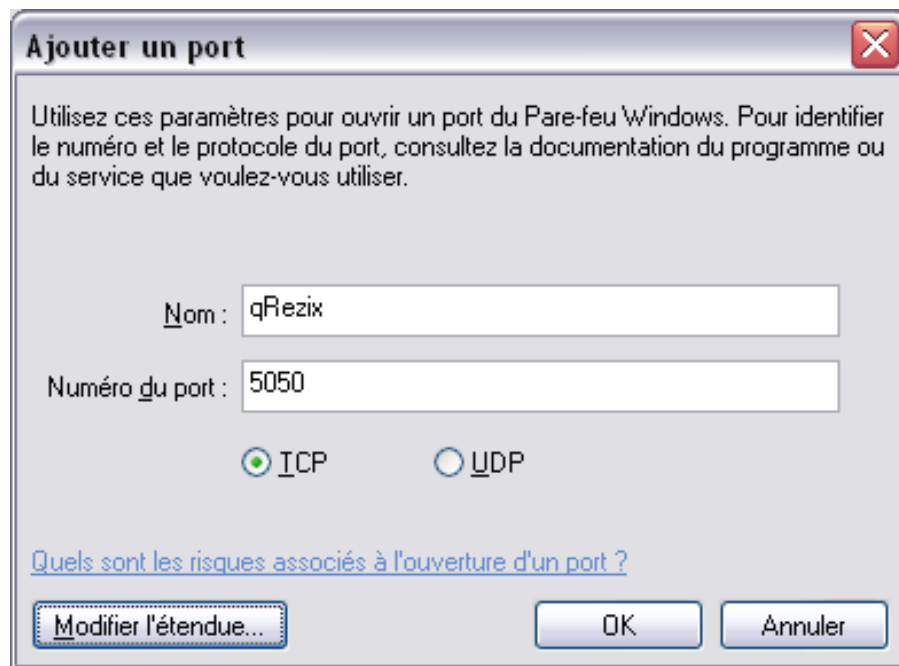 Ajouter un port
Utilisez ces paramètres pour ouvrir un port du Pare-feu Windows. Pour identifier
le numéro et le protocole du port, consultez la documentation du programme ou
du service que voulez-vous utiliser.
Nom : qRezix
Numéro du port : 5050
TCP UDP
Quels sont les risques associés à l'ouverture d'un port ?
Modifier l'étendue... OK Annuler